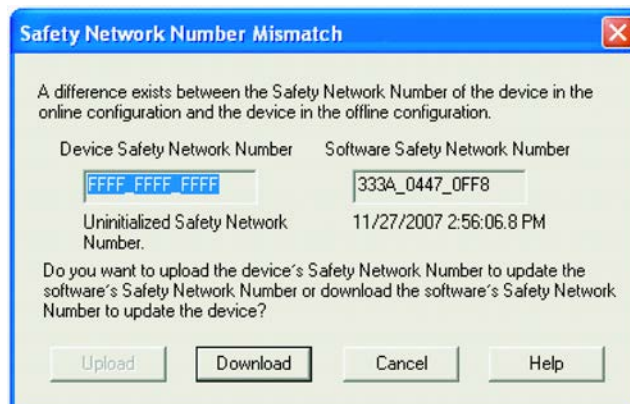 Safety Network Number Mismatch
A difference exists between the Safety Network Number of the device in the
online configuration and the device in the offline configuration.
Device Safety Network Number Software Safety Network Number
FFFF_FFFF_FFFF 333A_0447_0FF8
Uninitialized Safety Network 11/27/2007 2:56:06.8 PM
Number.
Do you want to upload the device's Safety Network Number to update the
software's Safety Network Number or download the software's Safety Network
Number to update the device?
Upload Download Cancel Help